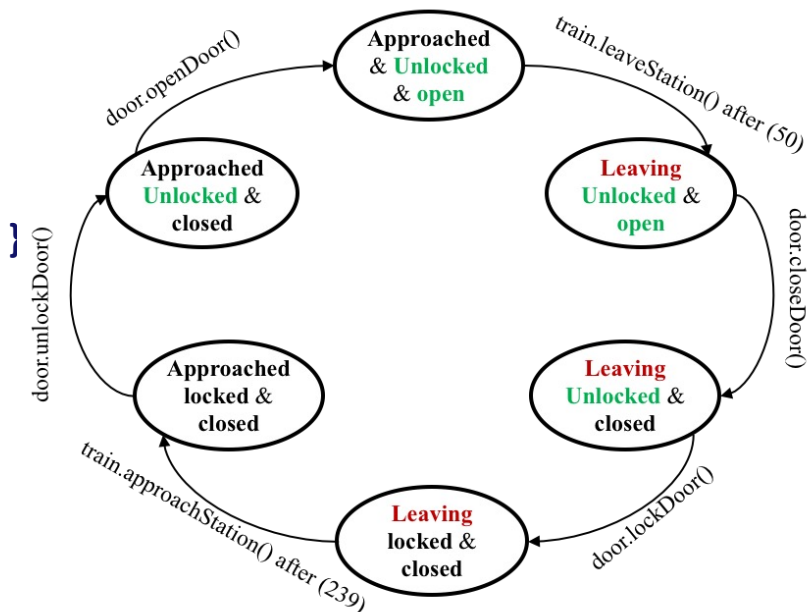 door.openDoor()
Approached
& Unlocked
& open
train.leaveStation() after (50)
Approached
Unlocked &
closed
Leaving
Unlocked &
open
}
door.unlockDoor()
door.closeDoor()
Approached
locked &
closed
Leaving
Unlocked &
closed
train.approachStation() after (239)
Leaving
locked &
closed
door.lockDoor()